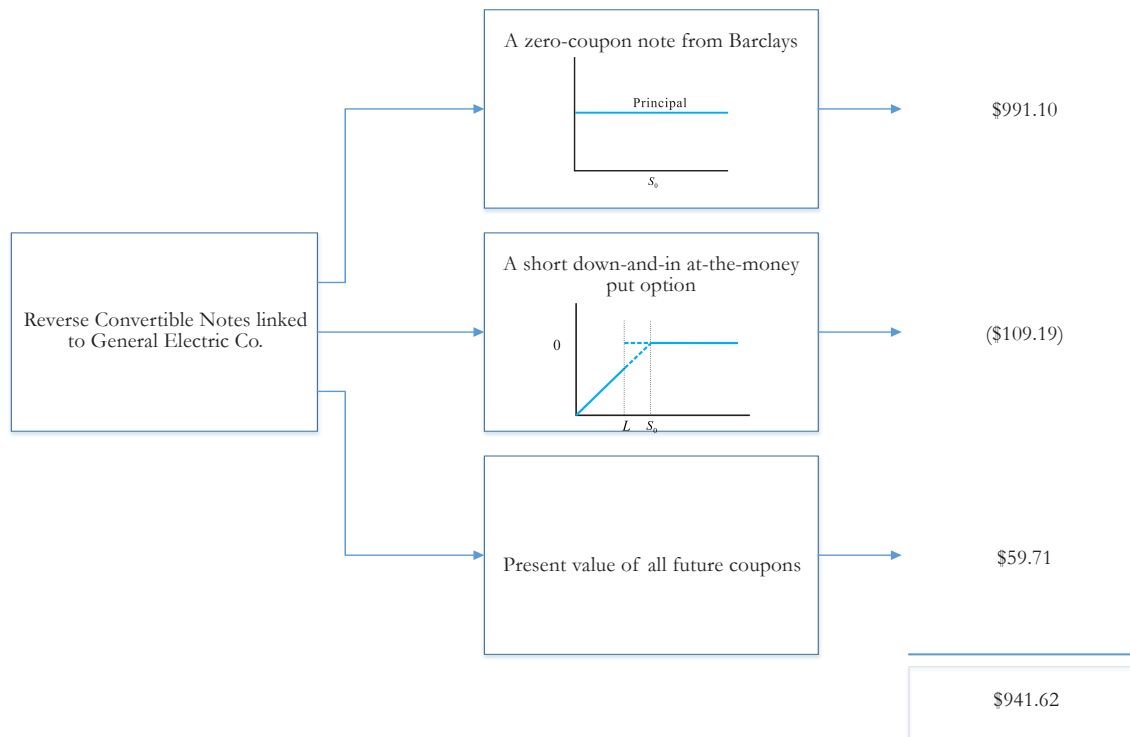 A zero-coupon note from Barclays
Principal
S₀
$991.10
Reverse Convertible Notes linked
to General Electric Co.
A short down-and-in at-the-money
put option
0
L S₀
($109.19)
Present value of all future coupons
$59.71
$941.62